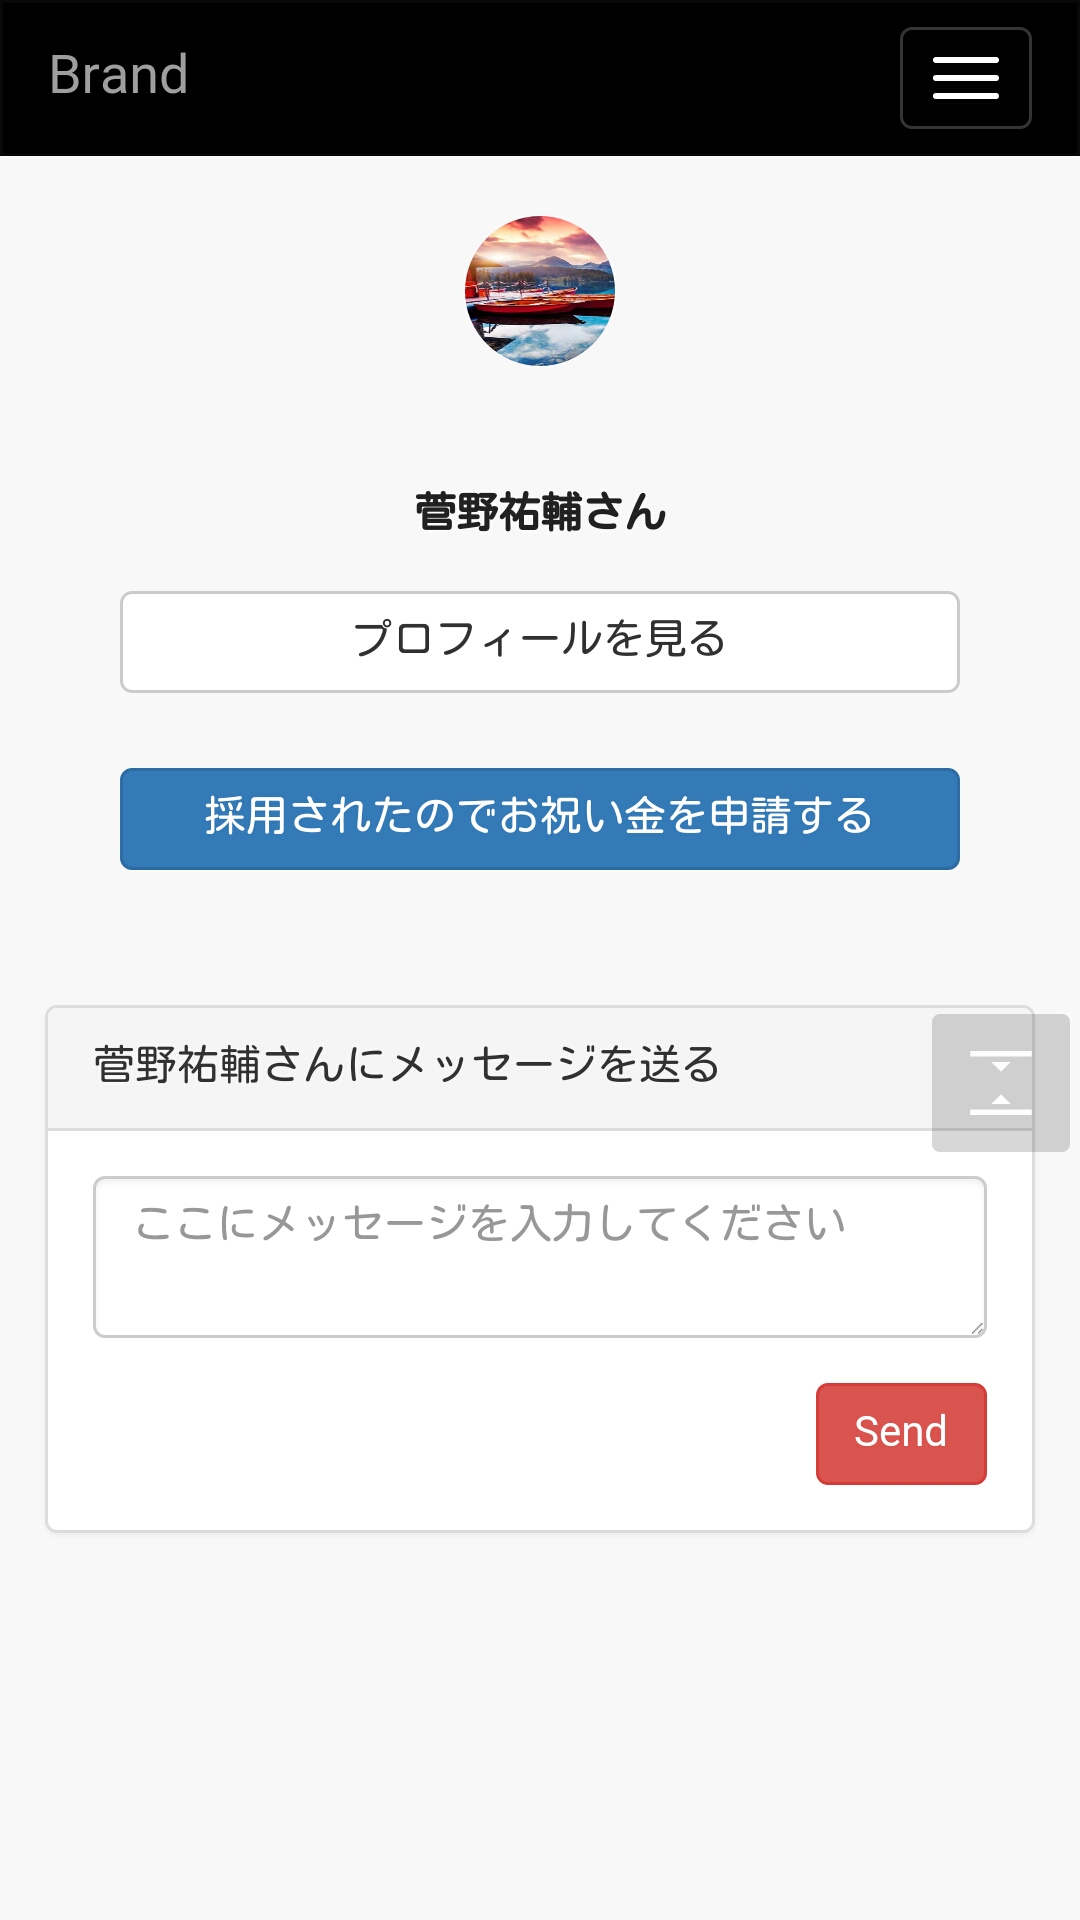 Brand
菅野祐輔さん
プロフィールを見る
採用されたのでお祝い金を申請する
菅野祐輔さんにメッセージを送る
ここにメッセージを入力してください
Send